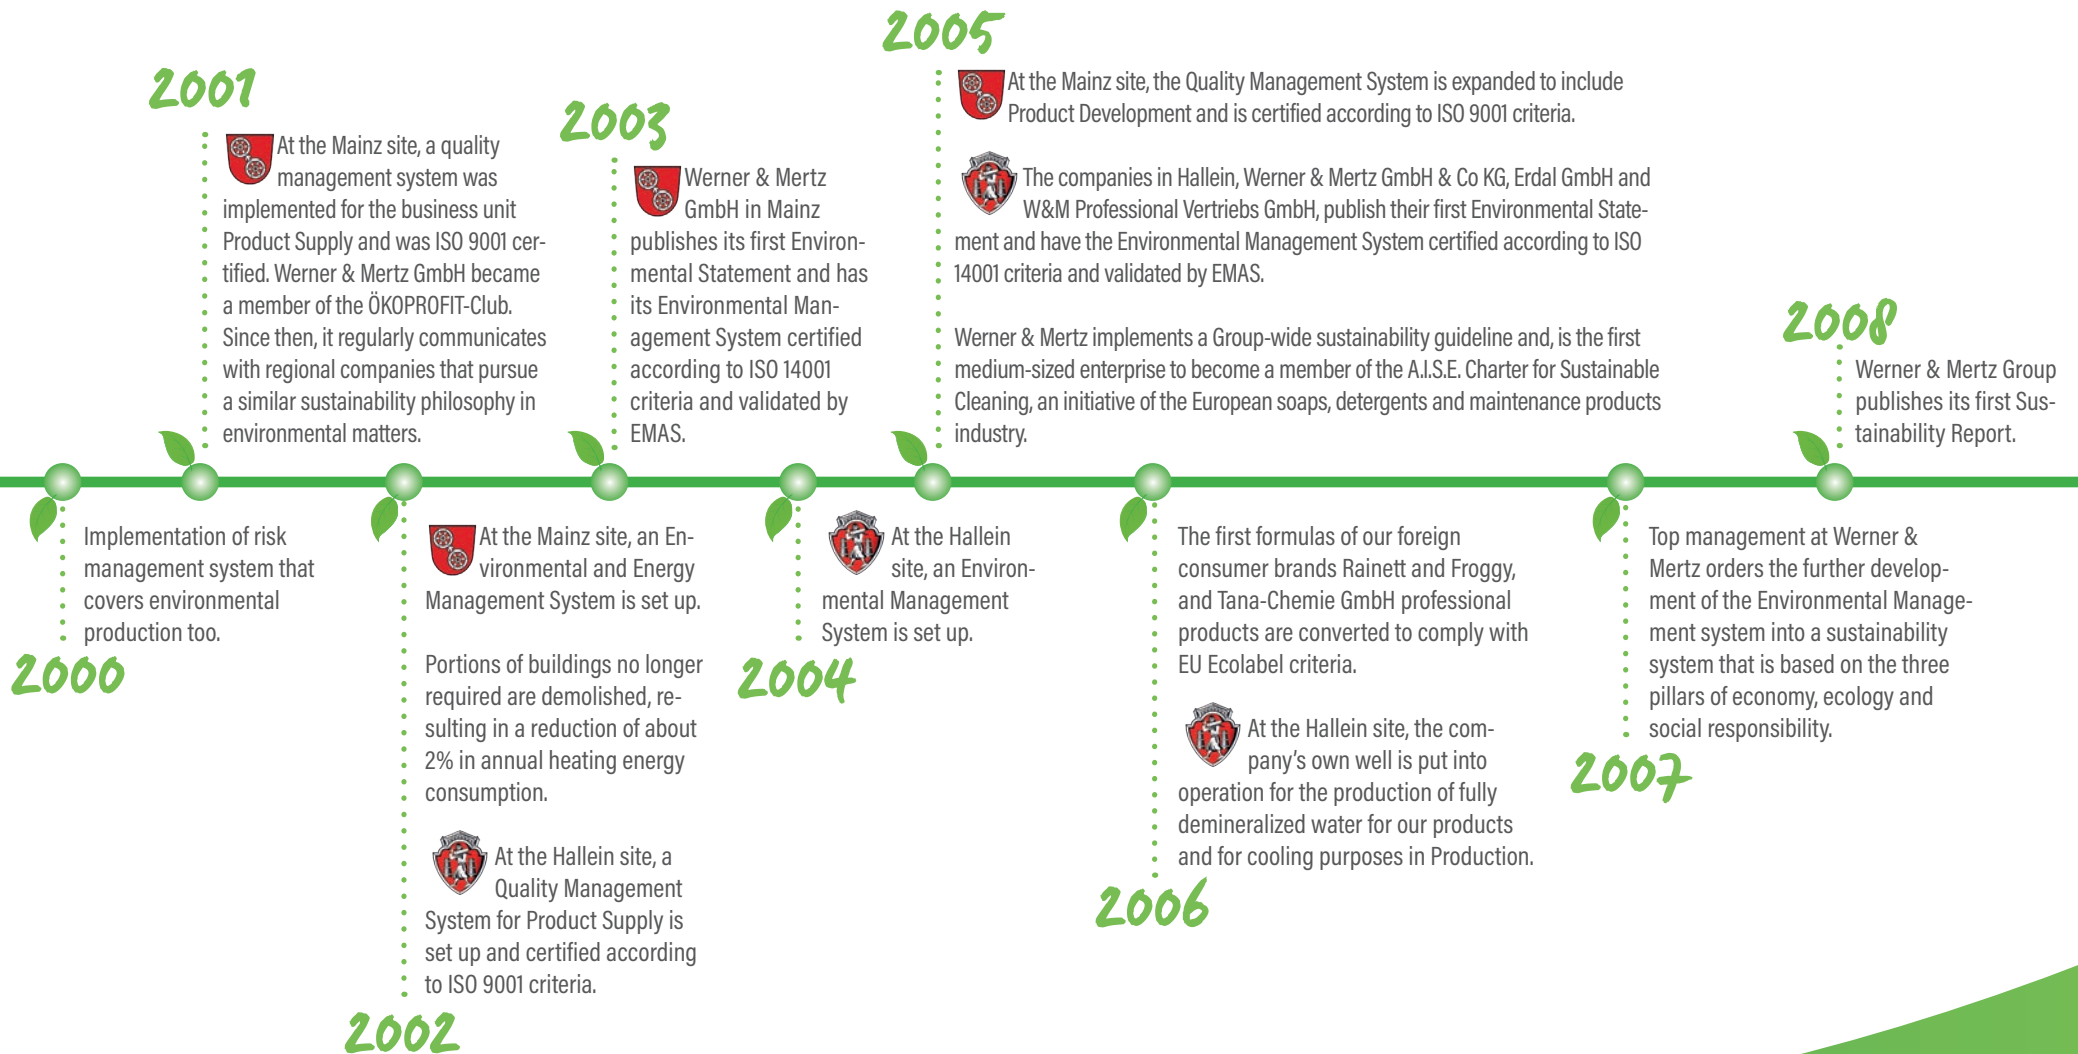 2000
Implementation of risk
management system that
covers environmental
production too.
2001
At the Mainz site, a quality
management system was
implemented for the business unit
Product Supply and was ISO 9001 cer-
tified. Werner & Mertz GmbH became
a member of the ÖKOPROFIT-Club.
Since then, it regularly communicates
with regional companies that pursue
a similar sustainability philosophy in
environmental matters.
2002
At the Mainz site, an En-
vironmental and Energy
Management System is set up.
Portions of buildings no longer
required are demolished, re-
sulting in a reduction of about
2% in annual heating energy
consumption.
At the Hallein site, a
Quality Management
System for Product Supply is
set up and certified according
to ISO 9001 criteria.
2003
Werner & Mertz
GmbH in Mainz
publishes its first Environ-
mental Statement and has
its Environmental Man-
agement System certified
according to ISO 14001
criteria and validated by
EMAS.
2004
At the Hallein
site, an Environ-
mental Management
System is set up.
2005
At the Mainz site, the Quality Management System is expanded to include
Product Development and is certified according to ISO 9001 criteria.
The companies in Hallein, Werner & Mertz GmbH & Co KG, Erdal GmbH and
W&M Professional Vertriebs GmbH, publish their first Environmental State-
ment and have the Environmental Management System certified according to ISO
14001 criteria and validated by EMAS.
Werner & Mertz implements a Group-wide sustainability guideline and, is the first
medium-sized enterprise to become a member of the A.I.S.E. Charter for Sustainable
Cleaning, an initiative of the European soaps, detergents and maintenance products
industry.
2006
The first formulas of our foreign
consumer brands Rainett and Froggy,
and Tana-Chemie GmbH professional
products are converted to comply with
EU Ecolabel criteria.
At the Hallein site, the com-
pany's own well is put into
operation for the production of fully
demineralized water for our products
and for cooling purposes in Production.
2007
Top management at Werner &
Mertz orders the further develop-
ment of the Environmental Manage-
ment system into a sustainability
system that is based on the three
pillars of economy, ecology and
social responsibility.
2008
Werner & Mertz Group
publishes its first Sus-
tainability Report.